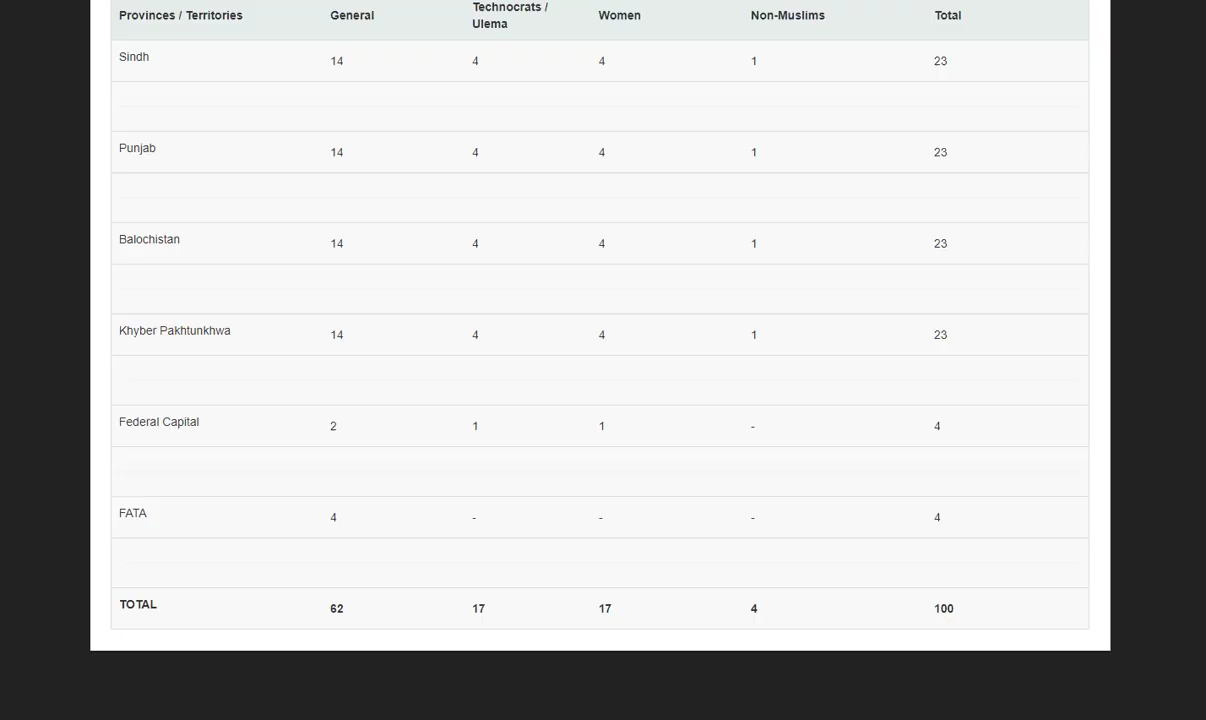 Provinces / Territories General Technocrats / Ulema Women Non-Muslims Total
Sindh 14 4 4 1 23
Punjab 14 4 4 1 23
Balochistan 14 4 4 1 23
Khyber Pakhtunkhwa 14 4 4 1 23
Federal Capital 2 1 1 - 4
FATA 4 - - - 4
TOTAL 62 17 17 4 100